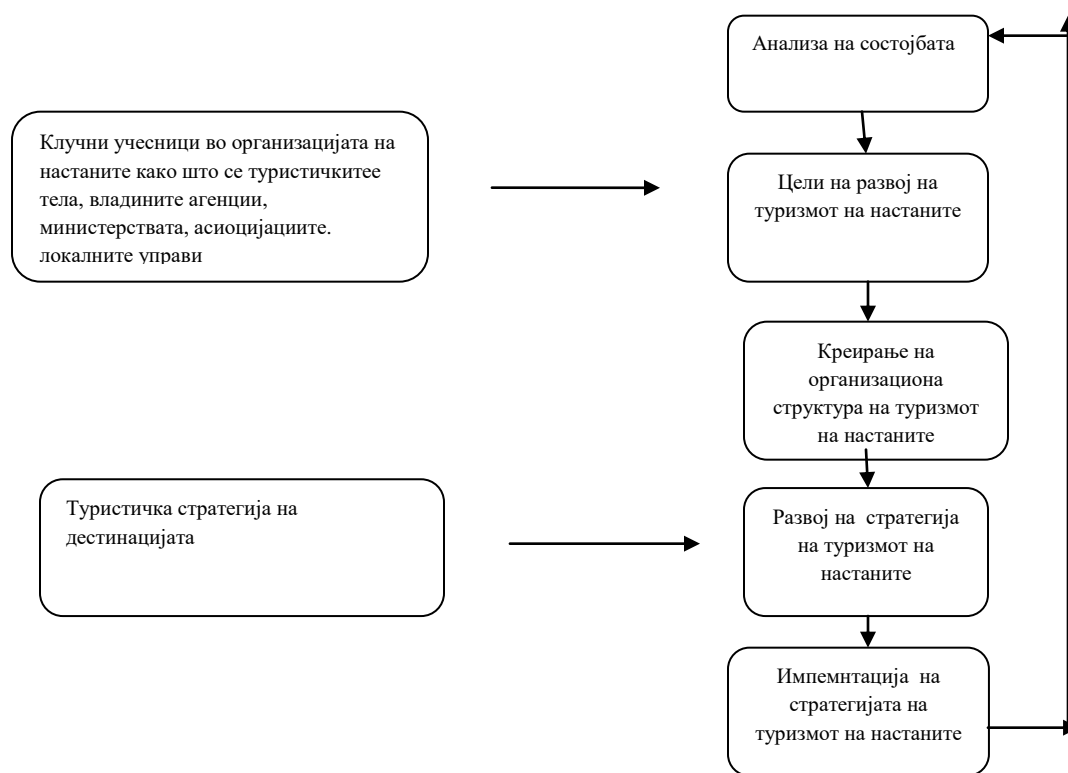 Анализа на состојбата
Клучни учесници во организацијата на
настаните како што се туристичкитее
тела, владините агенции,
министерствата, асиоцијациите.
локалните управи
Цели на развој на
туризмот на настаните
Креирање на
организациона
структура на туризмот
на настаните
Туристичка стратегија на
дестинацијата
Развој на стратегија
на туризмот на
настаните
Импемнтација на
стратегијата на
туризмот на настаните